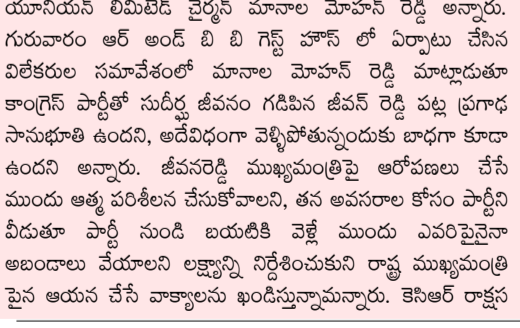 యూనియన్ లిమిటెడ్ చైర్మన్ మానాల మోహన్ రెడ్డి అన్నారు.
గురువారం ఆర్ అండ్ బి బి గెస్ట్ హౌస్ లో ఏర్పాటు చేసిన
విలేకరుల సమావేశంలో మానాల మోహన్ రెడ్డి మాట్లాడుతూ
కాంగ్రెస్ పార్టీతో సుదీర్ఘ జీవనం గడిపిన జీవన్ రెడ్డి పట్ల ప్రగాఢ
సానుభూతి ఉందని, అదేవిధంగా వెళ్ళిపోతున్నందుకు బాధగా కూడా
ఉందని అన్నారు. జీవనరెడ్డి ముఖ్యమంత్రిపై ఆరోపణలు చేసే
ముందు ఆత్మ పరిశీలన చేసుకోవాలని, తన అవసరాల కోసం పార్టీని
వీడుతూ పార్టీ నుండి బయటికి వెళ్లే ముందు ఎవరిపైనైనా
అబండాలు వేయాలని లక్ష్యాన్ని నిర్దేశించుకుని రాష్ట్ర ముఖ్యమంత్రి
పైన ఆయన చేసే వాక్యాలను ఖండిస్తున్నామన్నారు. కెసిఆర్ రాక్షస